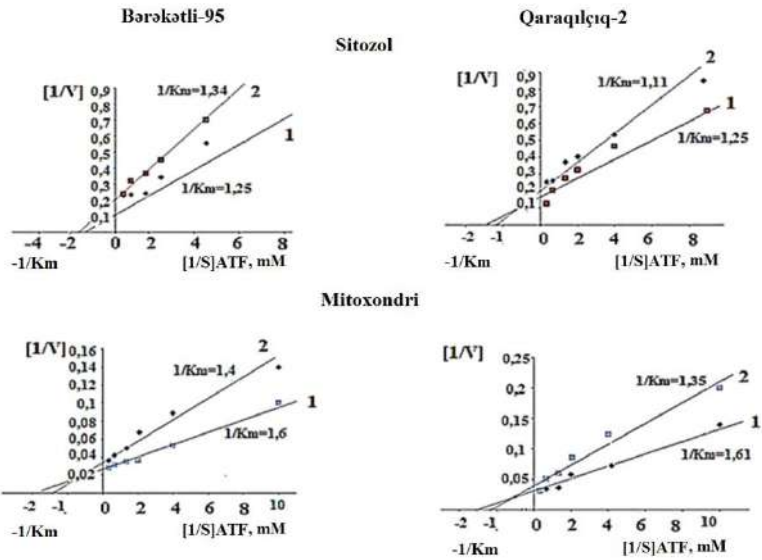 Bərəkətli-95
Qaraqılçıq-2
Sitozol
[1/V]
0,9
0,8
0,7
0,6
0,5
0,4
0,3
0,2
0,1
1/Km=1,34
2
1
1/Km=1,25
-4 -2 0 2 4 6 8
-1/Km
[1/S]ATF, mM
[1/V]
0,9
0,8
0,7
0,6
0,5
0,4
0,3
0,2
0,1
1/Km=1,11
2
1
1/Km=1,25
-2 -1 0 2 4 6 8
-1/Km
[1/S]ATF, mM
Mitoxondri
[1/V]
0,16
0,14
0,12
0,1
0,08
0,06
0,04
0,02
1/Km=1,4
2
1
1/Km=1,6
-2 -1 0 2 4 6 10
-1/Km
[1/S]ATF, mM
[1/V]
0,25
0,2
0,15
0,1
0,05
1/Km=1,35
2
1
1/Km=1,61
-2 -1 0 2 4 6 10
-1/Km
[1/S]ATF, mM